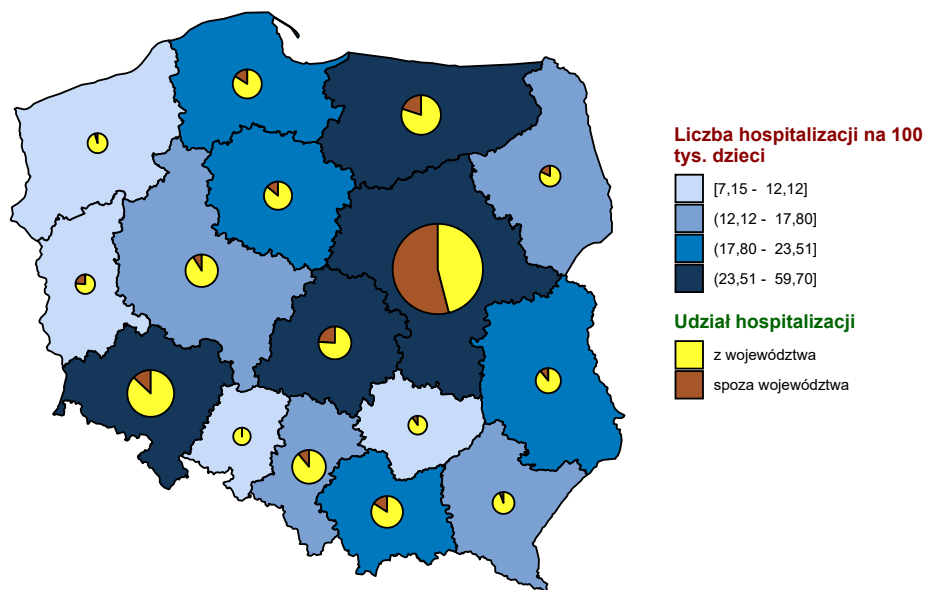 Liczba hospitalizacji na 100
tys. dzieci
[7,15 - 12,12]
(12,12 - 17,80]
(17,80 - 23,51]
(23,51 - 59,70]
Udział hospitalizacji
z województwa
spoza województwa